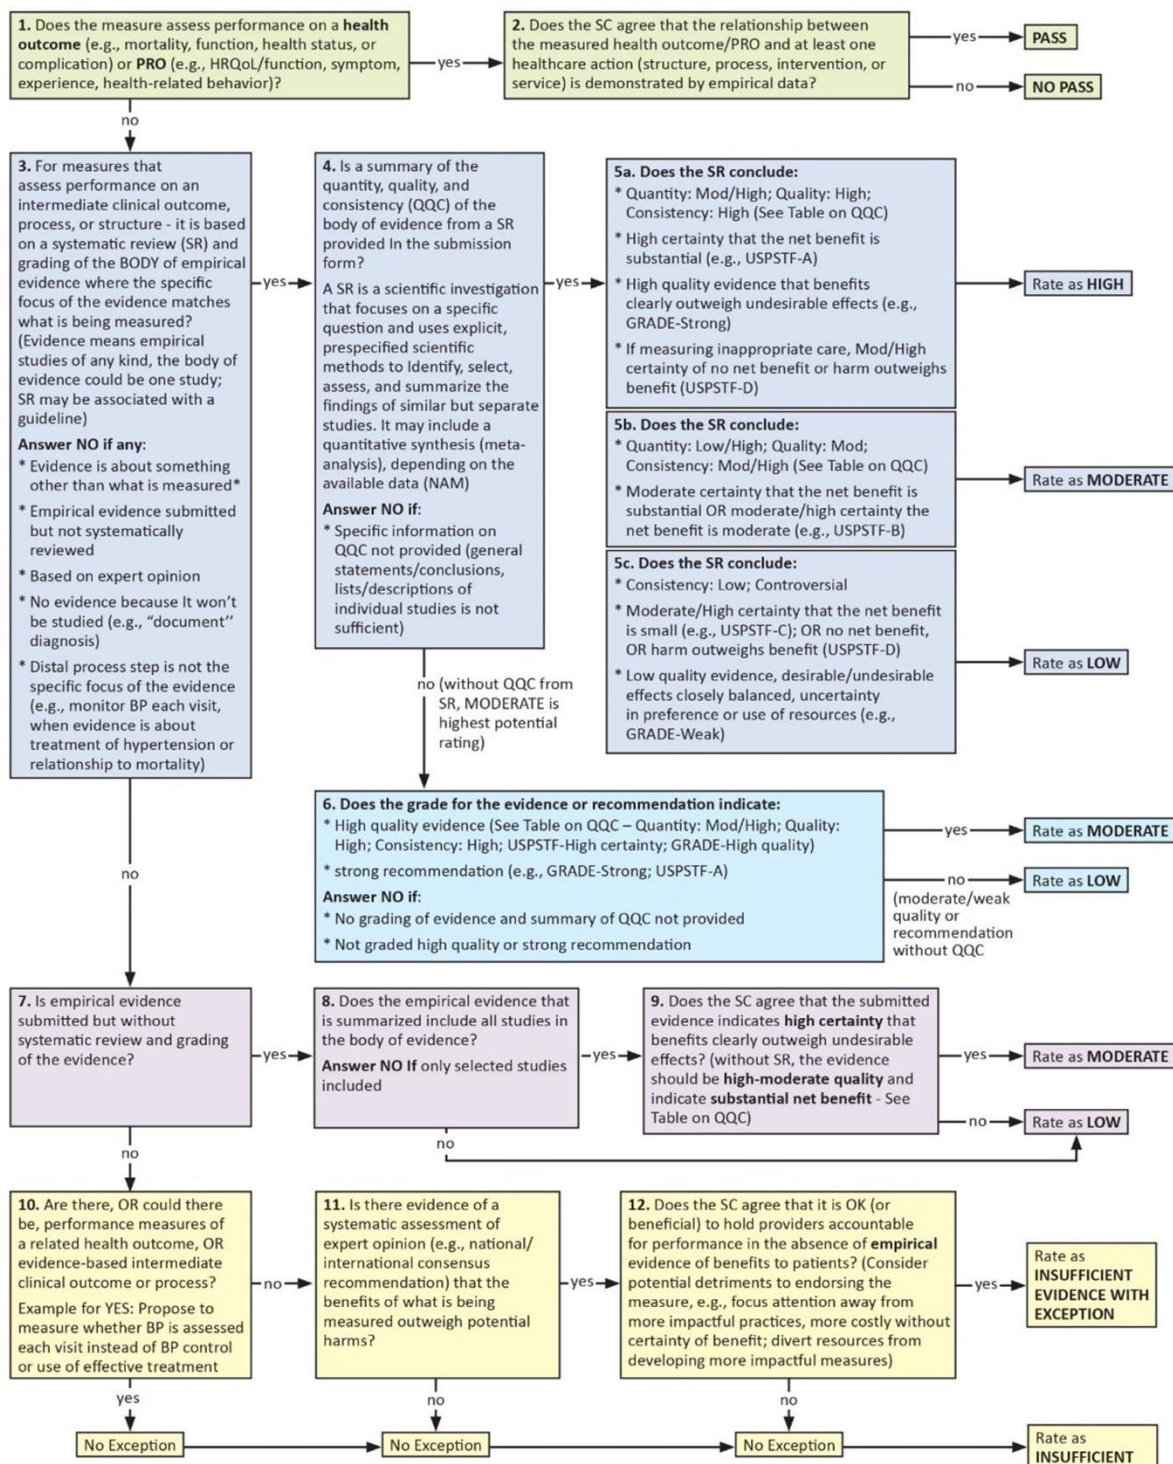 1. Does the measure assess performance on a health
outcome (e.g., mortality, function, health status, or
complication) or PRO (e.g., HRQoL/function, symptom,
experience, health-related behavior)?
yes
2. Does the SC agree that the relationship between
the measured health outcome/PRO and at least one
healthcare action (structure, process, intervention, or
service) is demonstrated by empirical data?
yes
PASS
no
NO PASS
no
3. For measures that
assess performance on an
intermediate clinical outcome,
process, or structure - it is based
on a systematic review (SR) and
grading of the BODY of empirical
evidence where the specific
focus of the evidence matches
what is being measured?
(Evidence means empirical
studies of any kind, the body of
evidence could be one study;
SR may be associated with a
guideline)
Answer NO if any:
* Evidence is about something
other than what is measured*
* Empirical evidence submitted
but not systematically
reviewed
* Based on expert opinion
* No evidence because It won't
be studied (e.g., "document''
diagnosis)
* Distal process step is not the
specific focus of the evidence
(e.g., monitor BP each visit,
when evidence is about
treatment of hypertension or
relationship to mortality)
yes
4. Is a summary of the
quantity, quality, and
consistency (QQC) of the
body of evidence from a SR
provided In the submission
form?
A SR is a scientific investigation
that focuses on a specific
question and uses explicit,
prespecified scientific
methods to Identify, select,
assess, and summarize the
findings of similar but separate
studies. It may include a
quantitative synthesis (meta-
analysis), depending on the
available data (NAM)
Answer NO if:
* Specific information on
QQC not provided (general
statements/conclusions,
lists/descriptions of
individual studies is not
sufficient)
yes
5a. Does the SR conclude:
* Quantity: Mod/High; Quality: High;
Consistency: High (See Table on QQC)
* High certainty that the net benefit is
substantial (e.g., USPSTF-A)
* High quality evidence that benefits
clearly outweigh undesirable effects (e.g.,
GRADE-Strong)
* If measuring inappropriate care, Mod/High
certainty of no net benefit or harm outweighs
benefit (USPSTF-D)
Rate as HIGH
5b. Does the SR conclude:
* Quantity: Low/High; Quality: Mod;
Consistency: Mod/High (See Table on QQC)
* Moderate certainty that the net benefit is
substantial OR moderate/high certainty the
net benefit is moderate (e.g., USPSTF-B)
Rate as MODERATE
5c. Does the SR conclude:
* Consistency: Low; Controversial
* Moderate/High certainty that the net benefit
is small (e.g., USPSTF-C); OR no net benefit,
OR harm outweighs benefit (USPSTF-D)
* Low quality evidence, desirable/undesirable
effects closely balanced, uncertainty
in preference or use of resources (e.g.,
GRADE-Weak)
Rate as LOW
no (without QQC from
SR, MODERATE is
highest potential
rating)
6. Does the grade for the evidence or recommendation indicate:
* High quality evidence (See Table on QQC – Quantity: Mod/High; Quality:
High; Consistency: High; USPSTF-High certainty; GRADE-High quality)
* strong recommendation (e.g., GRADE-Strong; USPSTF-A)
Answer NO if:
* No grading of evidence and summary of QQC not provided
* Not graded high quality or strong recommendation
yes
Rate as MODERATE
no
(moderate/weak
quality or
recommendation
without QQC
Rate as LOW
no
7. Is empirical evidence
submitted but without
systematic review and grading
of the evidence?
yes
8. Does the empirical evidence that
is summarized include all studies in
the body of evidence?
Answer NO If only selected studies
included
yes
9. Does the SC agree that the submitted
evidence indicates high certainty that
benefits clearly outweigh undesirable
effects? (without SR, the evidence
should be high-moderate quality and
indicate substantial net benefit - See
Table on QQC)
yes
Rate as MODERATE
no
Rate as LOW
no
no
10. Are there, OR could there
be, performance measures of
a related health outcome, OR
evidence-based intermediate
clinical outcome or process?
Example for YES: Propose to
measure whether BP is assessed
each visit instead of BP control
or use of effective treatment
no
11. Is there evidence of a
systematic assessment of
expert opinion (e.g., national/
international consensus
recommendation) that the
benefits of what is being
measured outweigh potential
harms?
yes
12. Does the SC agree that it is OK (or
beneficial) to hold providers accountable
for performance in the absence of empirical
evidence of benefits to patients? (Consider
potential detriments to endorsing the
measure, e.g., focus attention away from
more impactful practices, more costly without
certainty of benefit; divert resources from
developing more impactful measures)
yes
Rate as
INSUFFICIENT
EVIDENCE WITH
EXCEPTION
yes
no
no
No Exception
No Exception
No Exception
Rate as
INSUFFICIENT